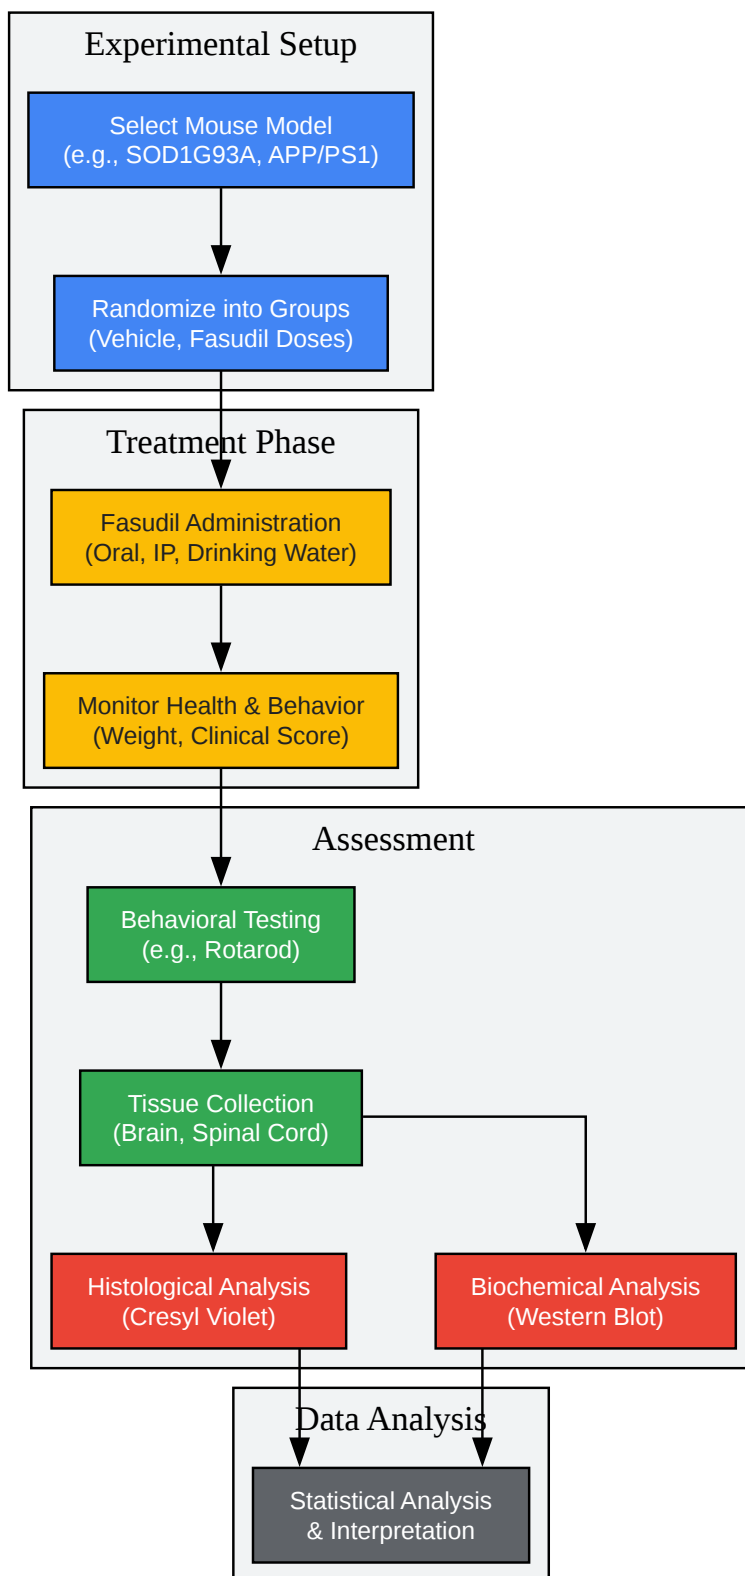 Experimental Setup
Select Mouse Model
(e.g., SOD1G93A, APP/PS1)
Randomize into Groups
(Vehicle, Fasudil Doses)
Treatment Phase
Fasudil Administration
(Oral, IP, Drinking Water)
Monitor Health & Behavior
(Weight, Clinical Score)
Assessment
Behavioral Testing
(e.g., Rotarod)
Tissue Collection
(Brain, Spinal Cord)
Histological Analysis
(Cresyl Violet)
Biochemical Analysis
(Western Blot)
Data Analysis
Statistical Analysis
& Interpretation